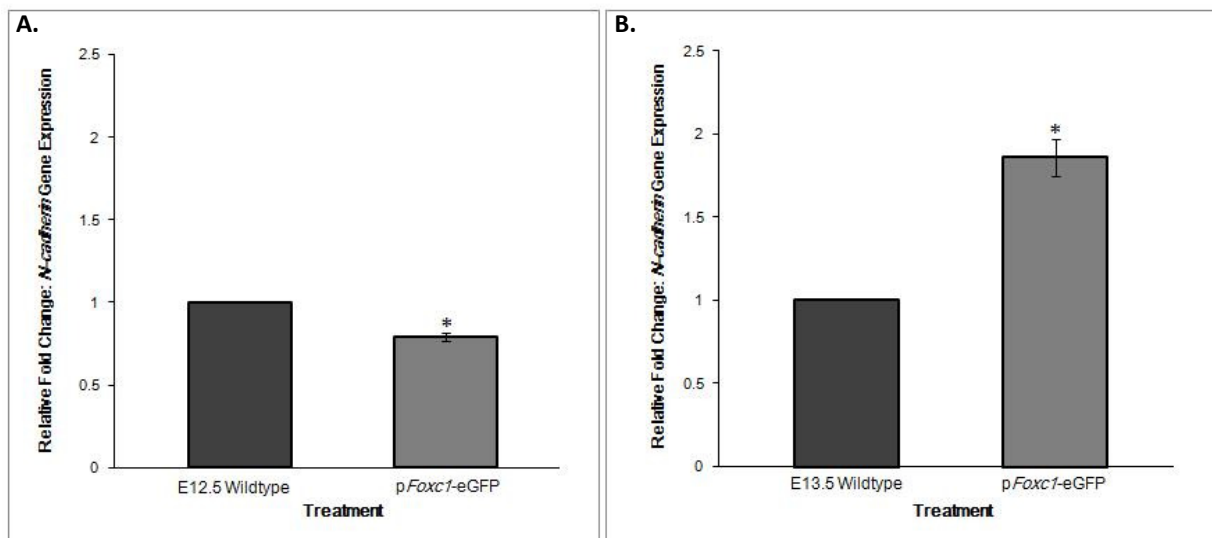 A.
Relative Fold Change: N-cadherin Gene Expression
2.5
2
1.5
1
0.5
0
*
E12.5 Wildtype
pFoxc1-eGFP
Treatment
B.
Relative Fold Change: N-cadherin Gene Expression
2.5
2
1.5
1
0.5
0
*
E13.5 Wildtype
pFoxc1-eGFP
Treatment